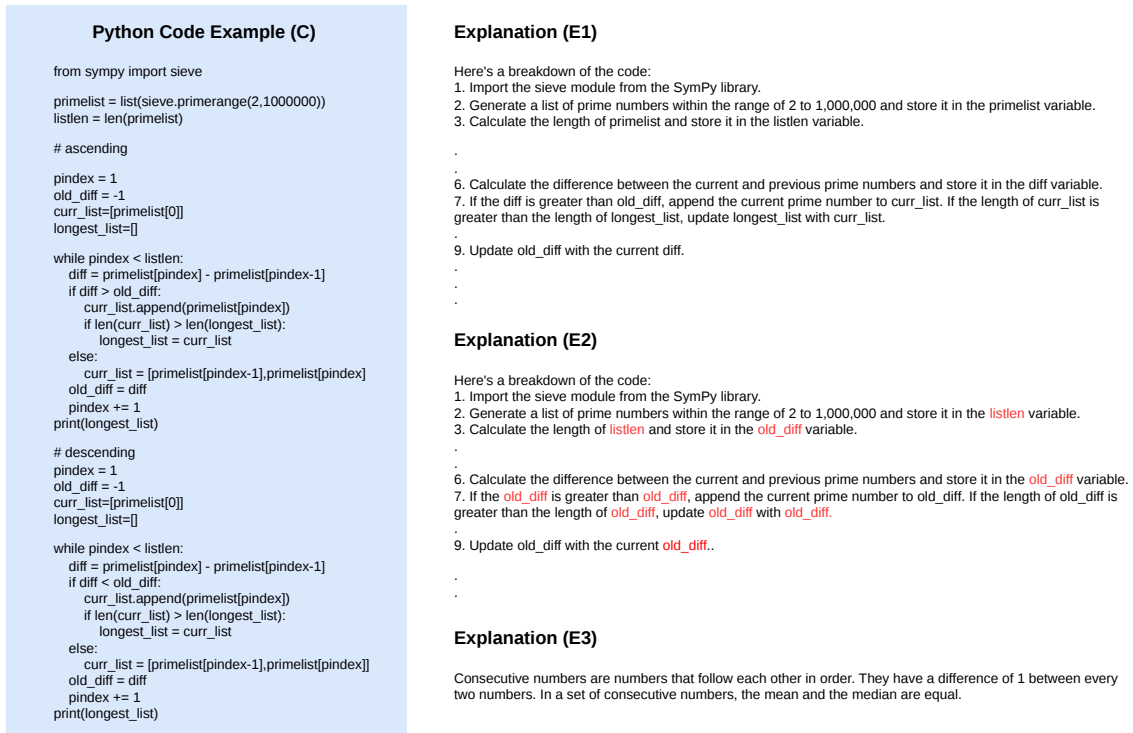 Python Code Example (C)
from sympy import sieve
primelist = list(sieve.primerange(2,1000000))
listlen = len(primelist)
# ascending
pindex = 1
old_diff = -1
curr_list=[primelist[0]]
longest_list=[]
while pindex < listlen:
    diff = primelist[pindex] - primelist[pindex-1]
    if diff > old_diff:
        curr_list.append(primelist[pindex])
        if len(curr_list) > len(longest_list):
            longest_list = curr_list
    else:
        curr_list = [primelist[pindex-1],primelist[pindex]
    old_diff = diff
    pindex += 1
print(longest_list)
# descending
pindex = 1
old_diff = -1
curr_list=[primelist[0]]
longest_list=[]
while pindex < listlen:
    diff = primelist[pindex] - primelist[pindex-1]
    if diff < old_diff:
        curr_list.append(primelist[pindex])
        if len(curr_list) > len(longest_list):
            longest_list = curr_list
    else:
        curr_list = [primelist[pindex-1],primelist[pindex]]
    old_diff = diff
    pindex += 1
print(longest_list)
Explanation (E1)
Here's a breakdown of the code:
1. Import the sieve module from the SymPy library.
2. Generate a list of prime numbers within the range of 2 to 1,000,000 and store it in the primelist variable.
3. Calculate the length of primelist and store it in the listlen variable.
.
.
6. Calculate the difference between the current and previous prime numbers and store it in the diff variable.
7. If the diff is greater than old_diff, append the current prime number to curr_list. If the length of curr_list is
greater than the length of longest_list, update longest_list with curr_list.
.
9. Update old_diff with the current diff.
.
.
.
Explanation (E2)
Here's a breakdown of the code:
1. Import the sieve module from the SymPy library.
2. Generate a list of prime numbers within the range of 2 to 1,000,000 and store it in the listlen variable.
3. Calculate the length of listlen and store it in the old_diff variable.
.
.
6. Calculate the difference between the current and previous prime numbers and store it in the old_diff variable.
7. If the old_diff is greater than old_diff, append the current prime number to old_diff. If the length of old_diff is
greater than the length of old_diff, update old_diff with old_diff.
.
9. Update old_diff with the current old_diff..
.
.
Explanation (E3)
Consecutive numbers are numbers that follow each other in order. They have a difference of 1 between every
two numbers. In a set of consecutive numbers, the mean and the median are equal.